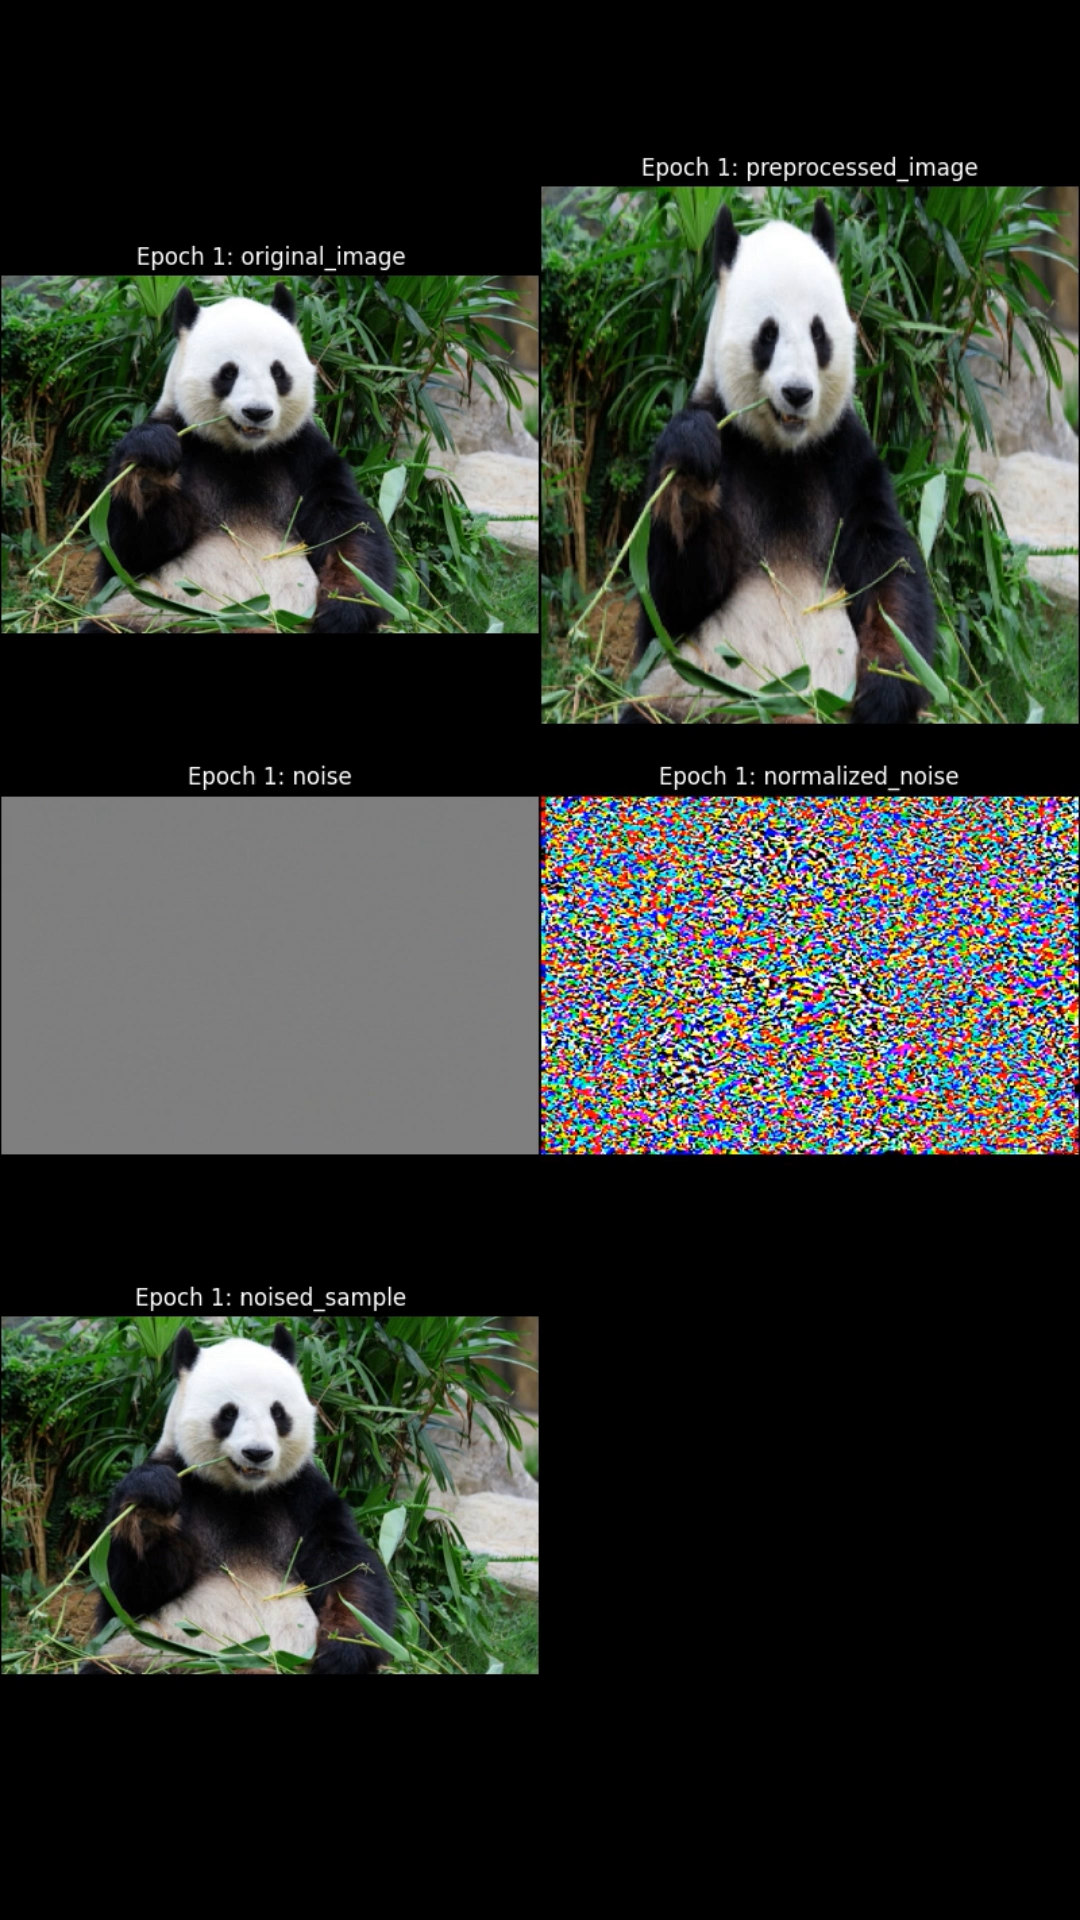 Epoch 1: preprocessed_image
Epoch 1: original_image
Epoch 1: noise
Epoch 1: normalized_noise
Epoch 1: noised_sample